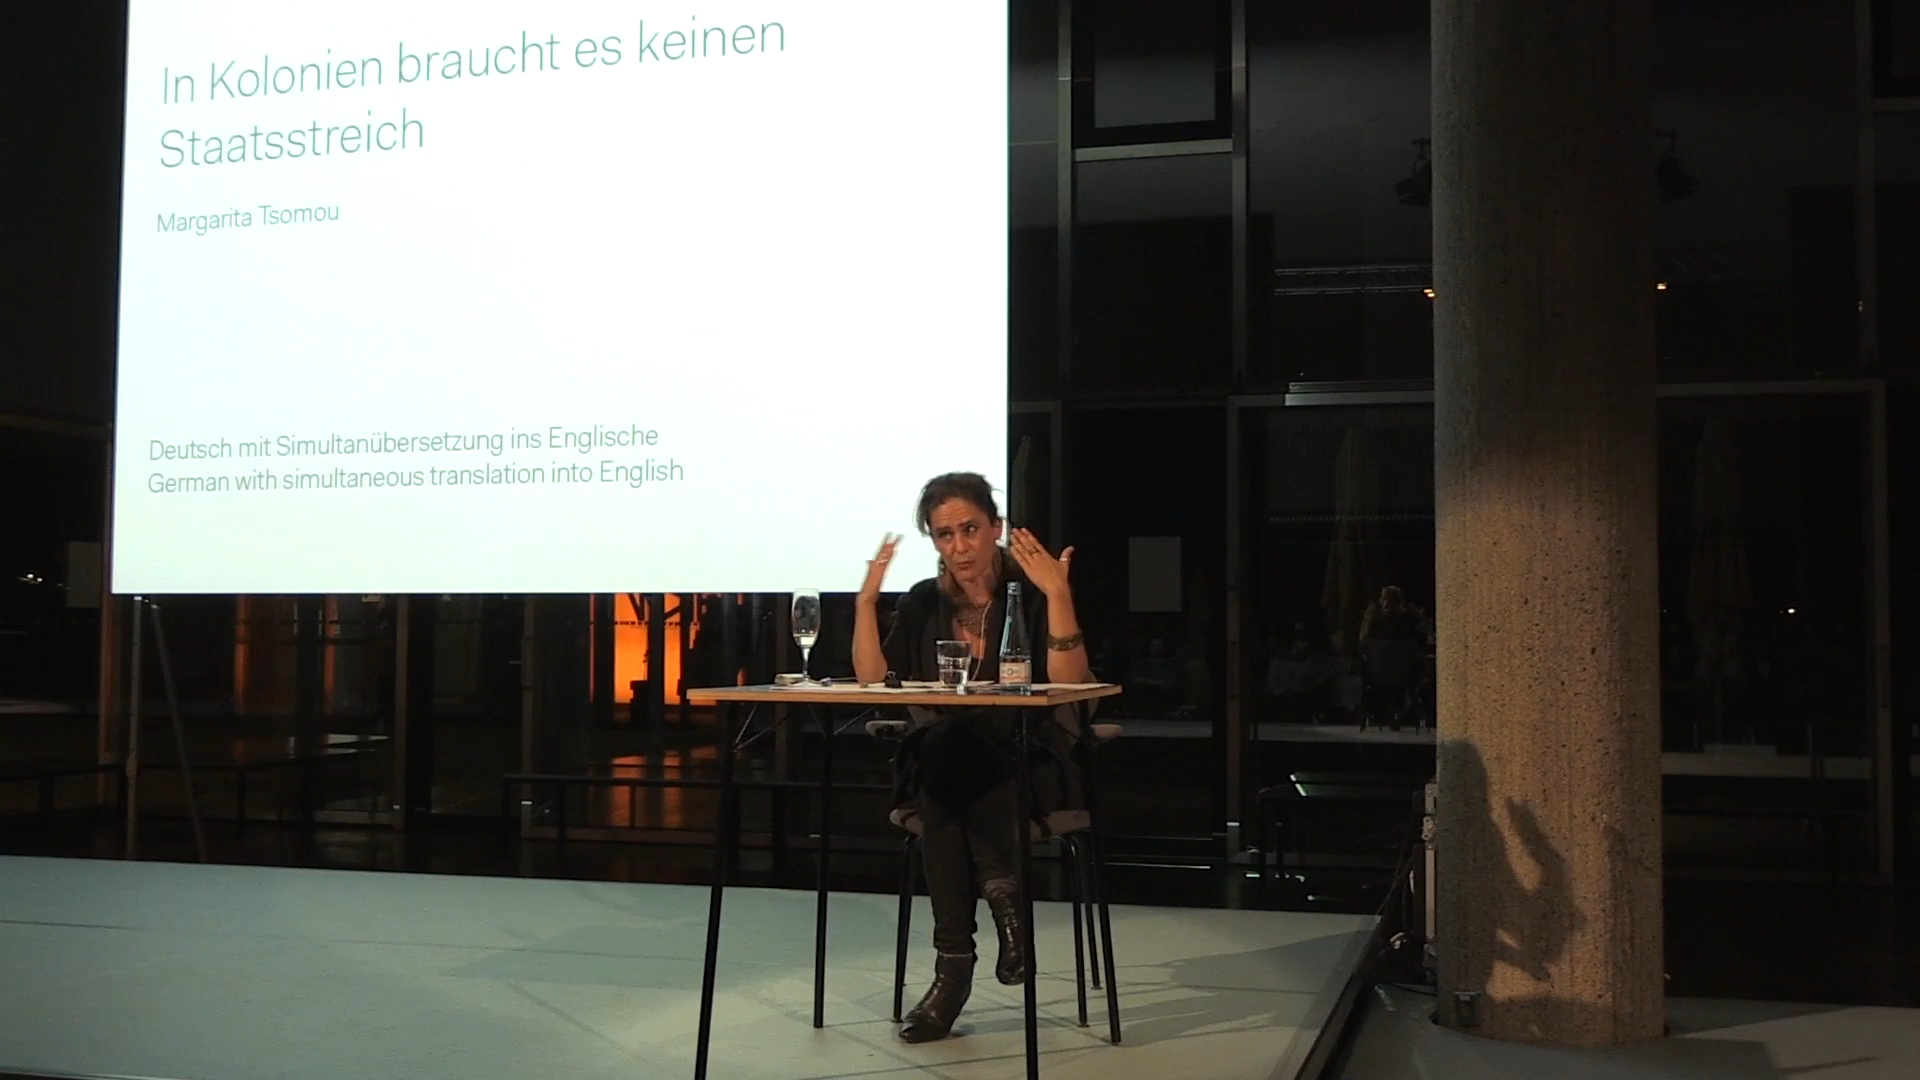 In Kolonien braucht es keinen
Staatsstreich
Margarita Tsomou
Deutsch mit Simultanübersetzung ins Englische
German with simultaneous translation into English